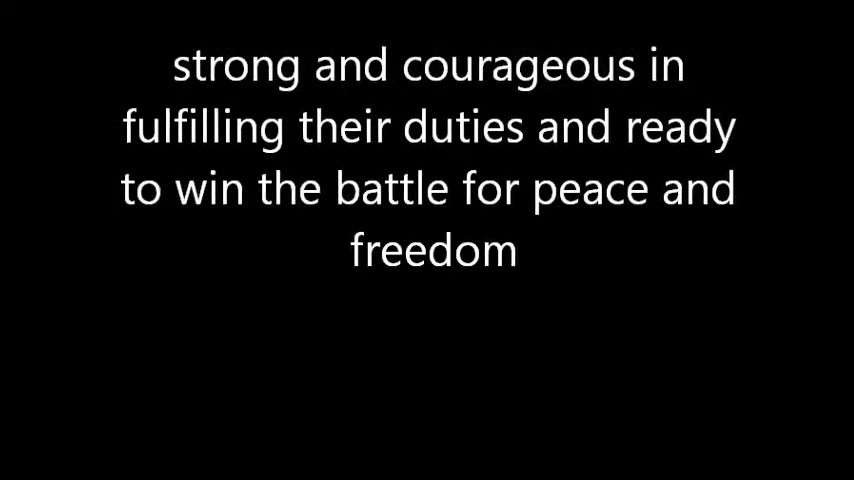 strong and courageous in
fulfilling their duties and ready
to win the battle for peace and
freedom